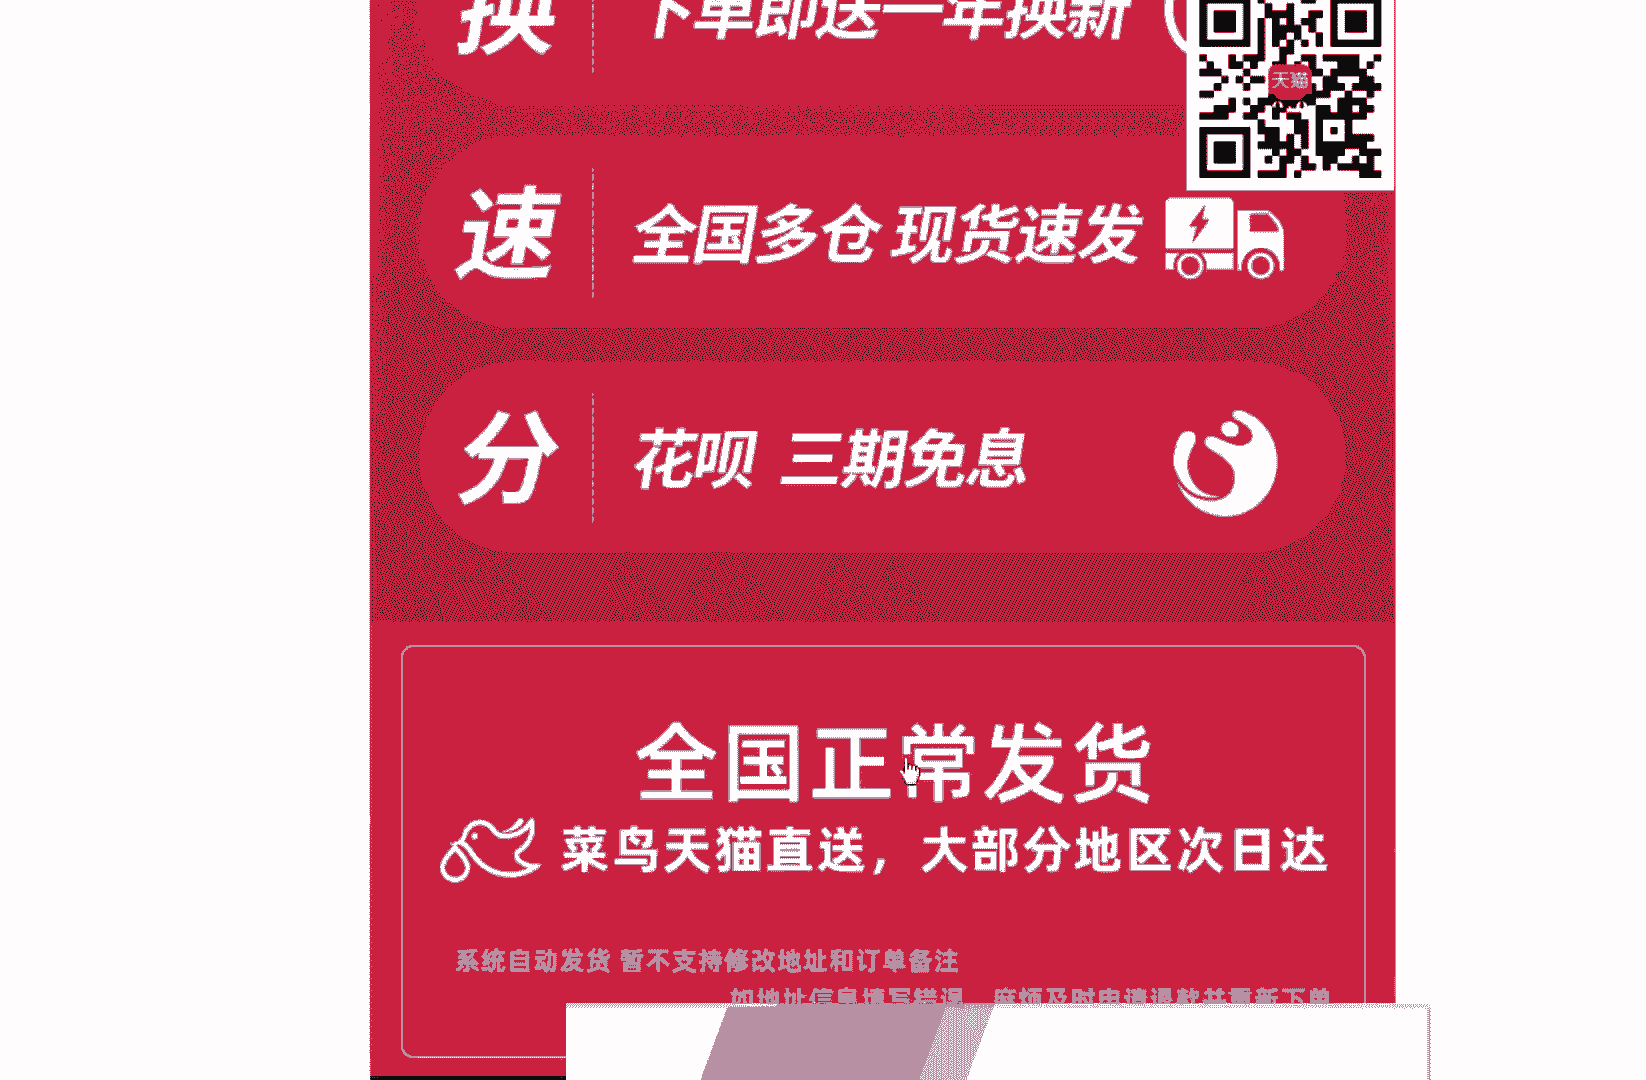 换 下单即送一年换新
天猫
速 全国多仓 现货速发
分 花呗 三期免息
全国正常发货
菜鸟天猫直送，大部分地区次日达
系统自动发货 暂不支持修改地址和订单备注
如地址信息填写错误，麻烦及时申请退款并重新下单